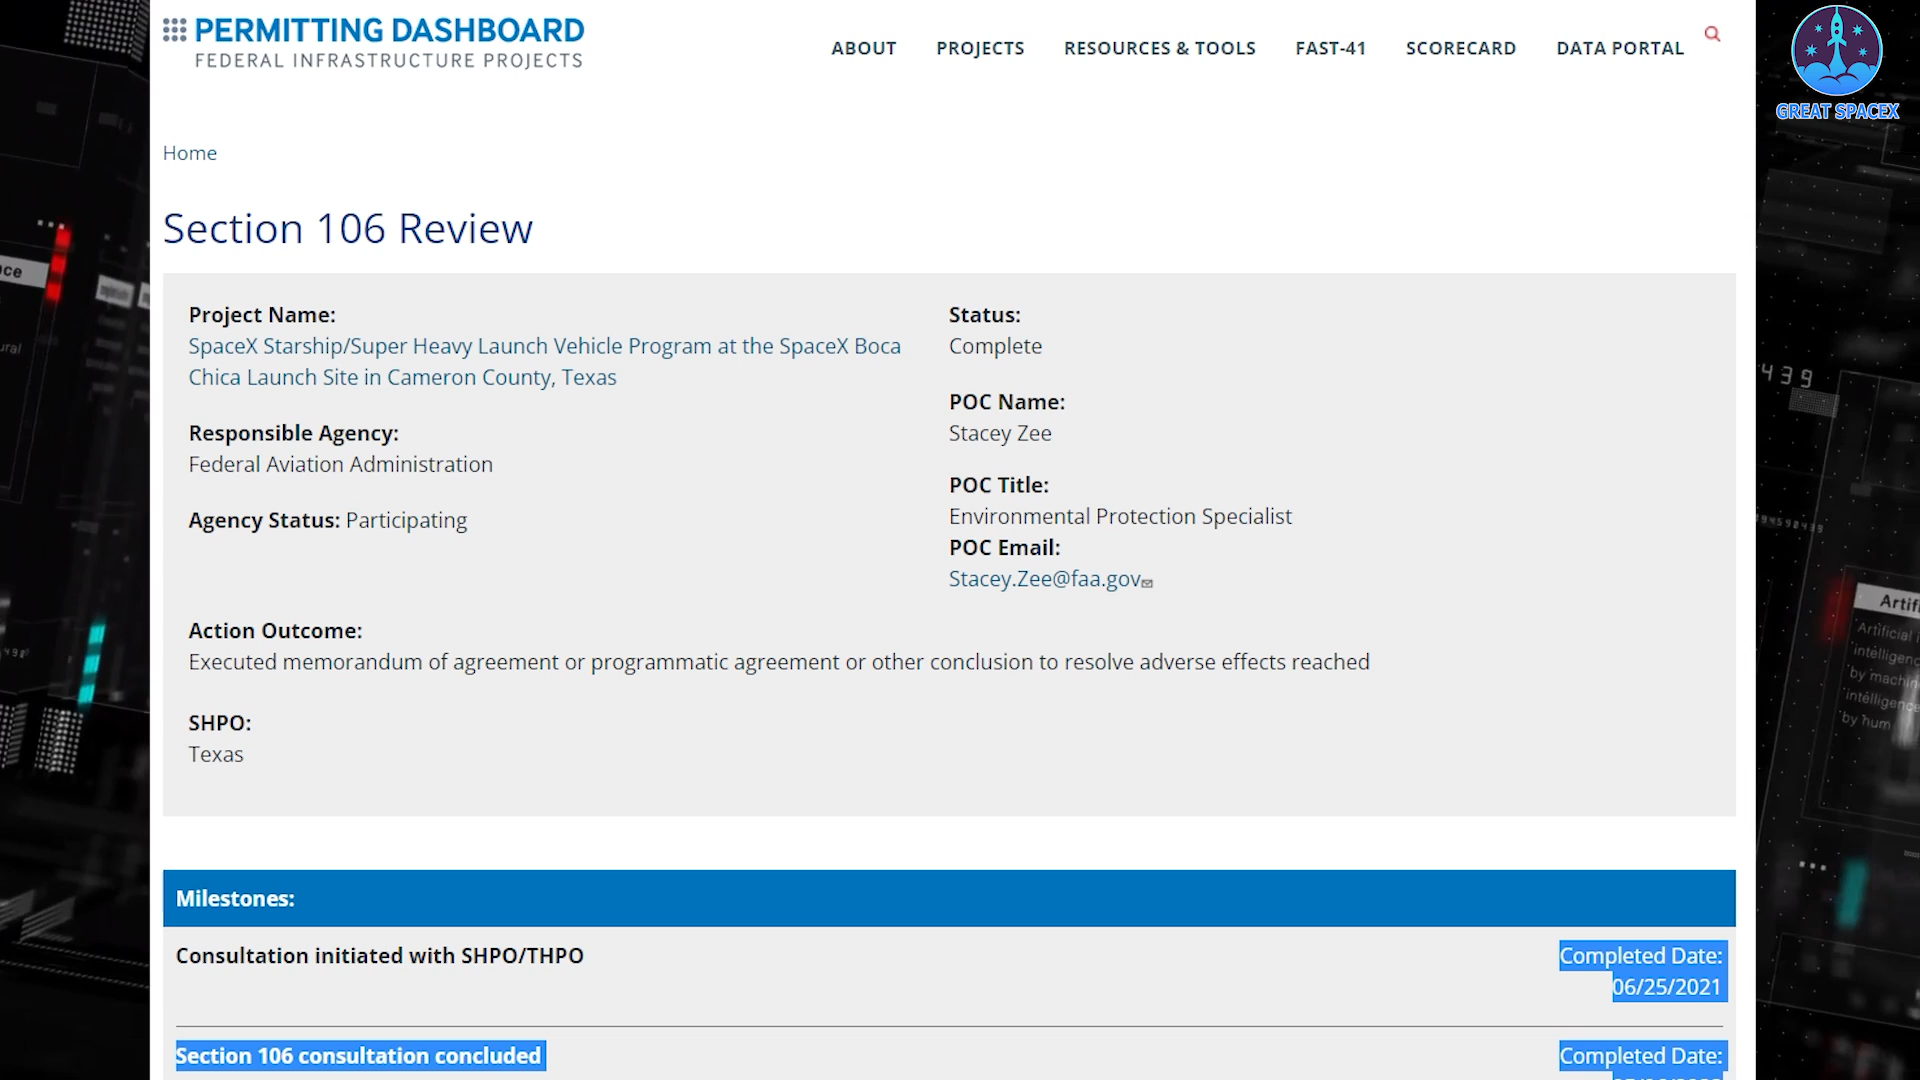 PERMITTING DASHBOARD
FEDERAL INFRASTRUCTURE PROJECTS
ABOUT
PROJECTS
RESOURCES & TOOLS
FAST-41
SCORECARD
DATA PORTAL
GREAT SPACEX
Home
Section 106 Review
Project Name:
SpaceX Starship/Super Heavy Launch Vehicle Program at the SpaceX Boca
Chica Launch Site in Cameron County, Texas
Responsible Agency:
Federal Aviation Administration
Agency Status: Participating
Status:
Complete
POC Name:
Stacey Zee
POC Title:
Environmental Protection Specialist
POC Email:
Stacey.Zee@faa.gov
Action Outcome:
Executed memorandum of agreement or programmatic agreement or other conclusion to resolve adverse effects reached
SHPO:
Texas
Milestones:
Consultation initiated with SHPO/THPO
Completed Date:
06/25/2021
Section 106 consultation concluded
Completed Date:
439
Artificial
by machin
by hum